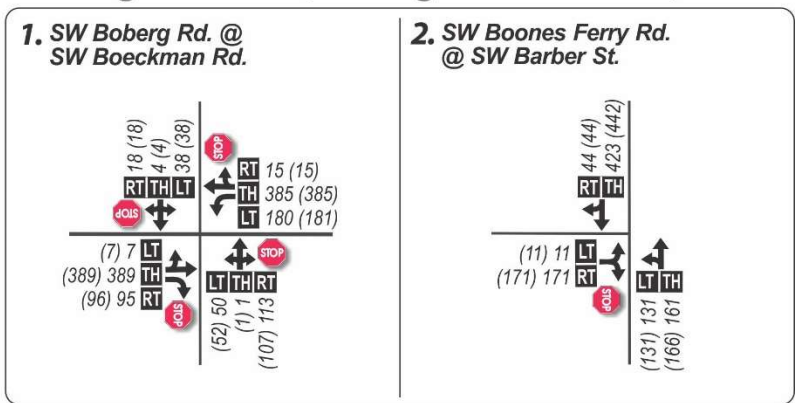 1. SW Boberg Rd. @
SW Boeckman Rd.
18 (18)
4 (4)
38 (38)
RT TH LT
STOP
STOP
RT 15 (15)
TH 385 (385)
LT 180 (181)
(7) 7 LT
(389) 389 TH
(96) 95 RT
STOP
STOP
LT TH RT
(52) 50
(1) 1
(107) 113
2. SW Boones Ferry Rd.
@ SW Barber St.
44 (44)
423 (442)
RT TH
(11) 11 LT
(171) 171 RT
STOP
LT TH
(131) 131
(166) 161